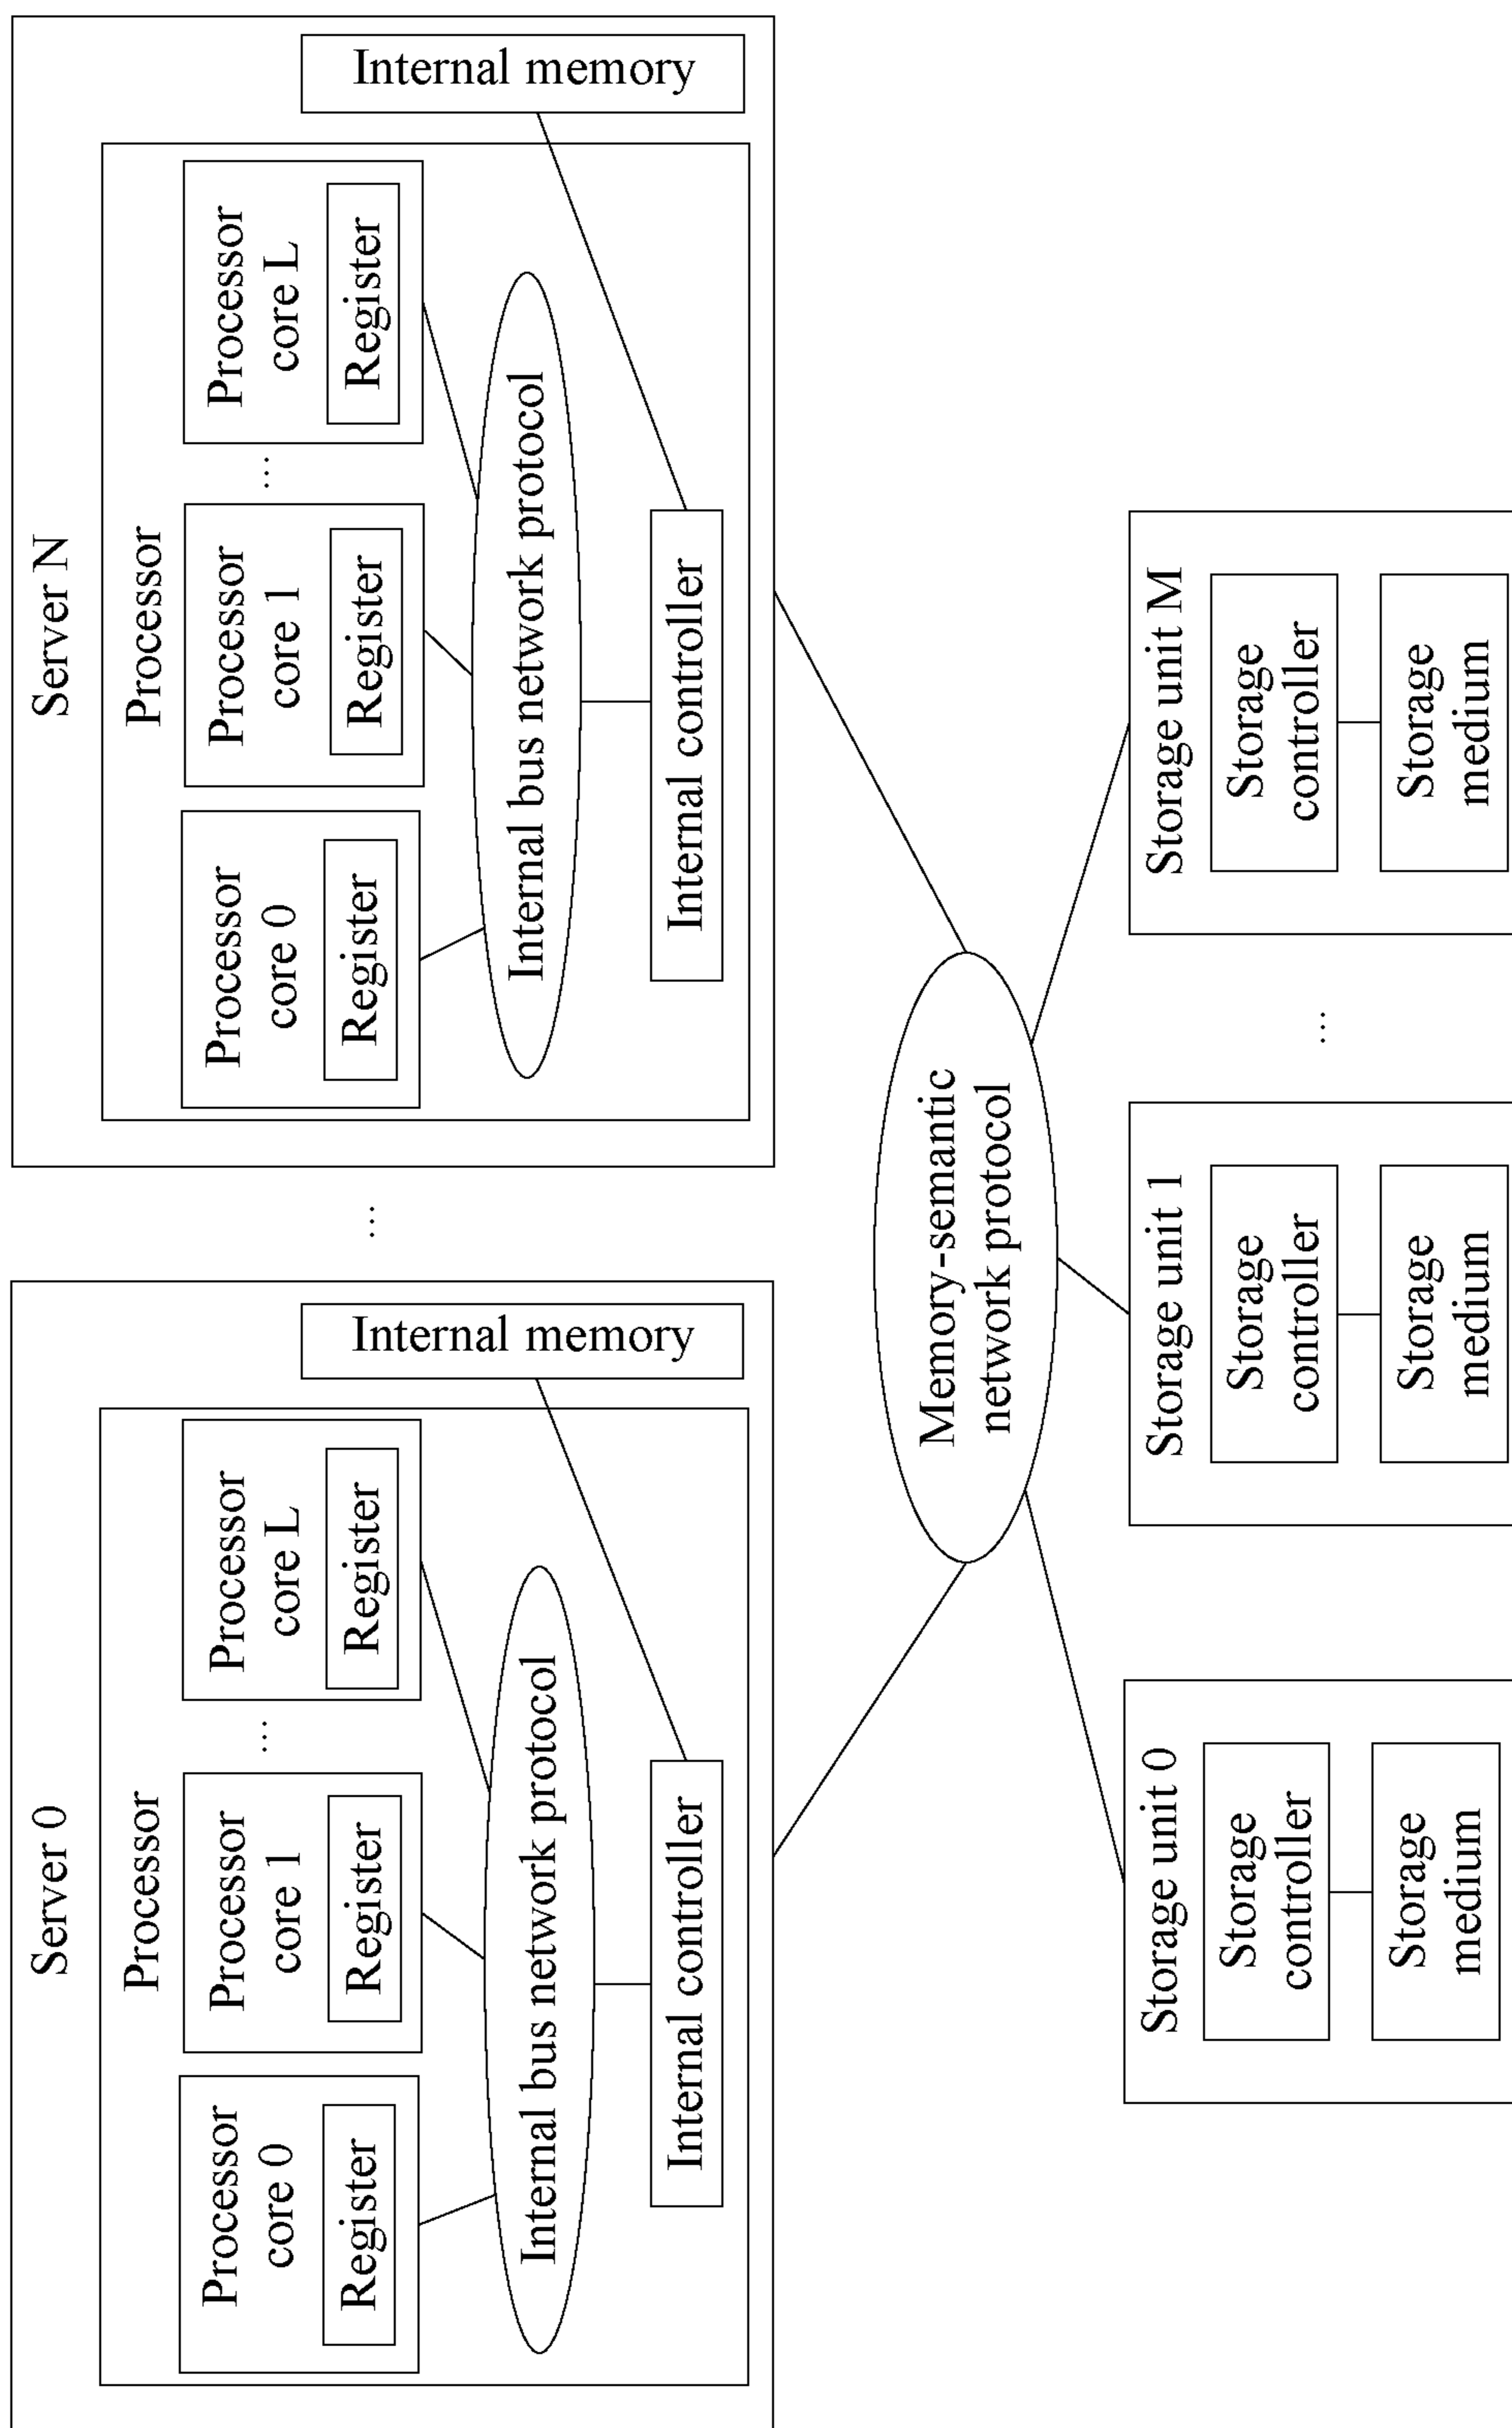 Server 0
Processor
Processor
core 0
Register
Processor
core 1
Register
...
Processor
core L
Register
Internal bus network protocol
Internal controller
Internal memory
...
Server N
Processor
Processor
core 0
Register
Processor
core 1
Register
...
Processor
core L
Register
Internal bus network protocol
Internal controller
Internal memory
Memory-semantic
network protocol
Storage unit 0
Storage
controller
Storage
medium
Storage unit 1
Storage
controller
Storage
medium
...
Storage unit M
Storage
controller
Storage
medium